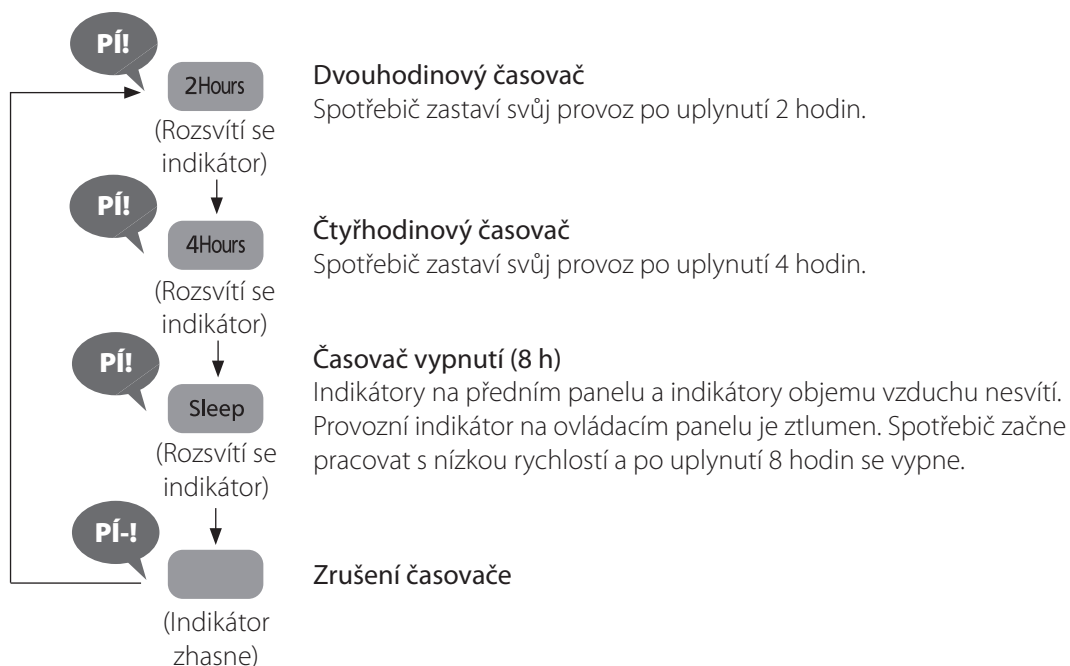 PÍ!
2Hours
(Rozsvítí se
indikátor)
Dvouhodinový časovač
Spotřebič zastaví svůj provoz po uplynutí 2 hodin.
PÍ!
4Hours
(Rozsvítí se
indikátor)
Čtyřhodinový časovač
Spotřebič zastaví svůj provoz po uplynutí 4 hodin.
PÍ!
Sleep
(Rozsvítí se
indikátor)
Časovač vypnutí (8 h)
Indikátory na předním panelu a indikátory objemu vzduchu nesvítí.
Provozní indikátor na ovládacím panelu je ztlumen. Spotřebič začne
pracovat s nízkou rychlostí a po uplynutí 8 hodin se vypne.
PÍ-!
(Indikátor
zhasne)
Zrušení časovače